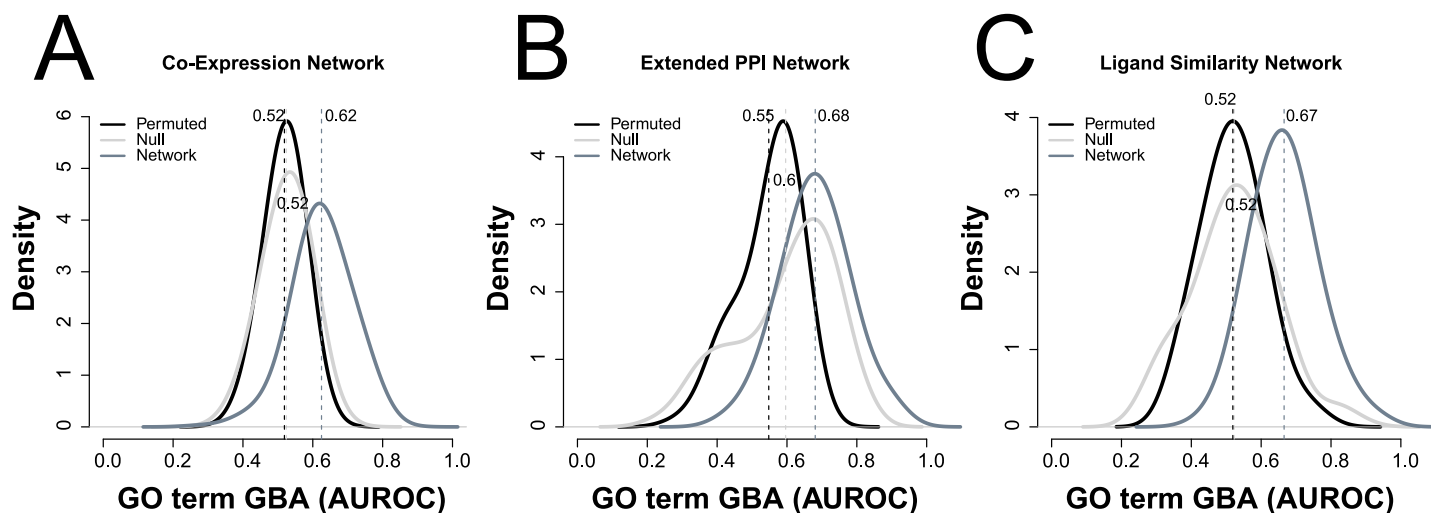 A
Co-Expression Network
Permuted
Null
Network
0.52
0.62
0.52
Density
0
1
2
3
4
5
6
0.0 0.2 0.4 0.6 0.8 1.0
GO term GBA (AUROC)
B
Extended PPI Network
Permuted
Null
Network
0.55
0.68
0.6
Density
0
1
2
3
4
0.0 0.2 0.4 0.6 0.8 1.0
GO term GBA (AUROC)
C
Ligand Similarity Network
Permuted
Null
Network
0.52
0.67
0.52
Density
0
1
2
3
4
0.0 0.2 0.4 0.6 0.8 1.0
GO term GBA (AUROC)